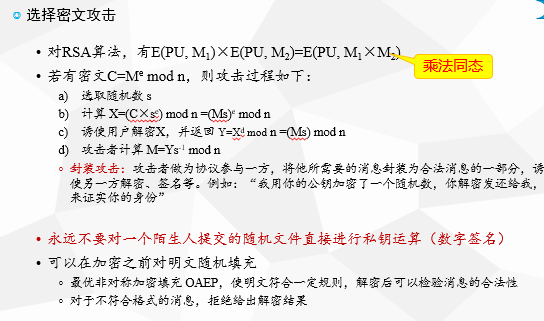 选择密文攻击
• 对RSA算法，有E(PU, M₁)×E(PU, M₂)=E(PU, M₁×M₂)
乘法同态
• 若有密文C=Mᵉ mod n，则攻击过程如下：
a) 选取随机数 s
b) 计算 X=(C×sᵉ) mod n =(Ms)ᵉ mod n
c) 诱使用户解密X，并返回 Y=Xᵈ mod n =(Ms) mod n
d) 攻击者计算 M=Ys⁻¹ mod n
封装攻击：攻击者做为协议参与一方，将他所需要的消息封装为合法消息的一部分，诱
使另一方解密、签名等。例如：“我用你的公钥加密了一个随机数，你解密发还给我，
来证实你的身份”
• 永远不要对一个陌生人提交的随机文件直接进行私钥运算（数字签名）
• 可以在加密之前对明文随机填充
最优非对称加密填充 OAEP，使明文符合一定规则，解密后可以检验消息的合法性
对于不符合格式的消息，拒绝给出解密结果